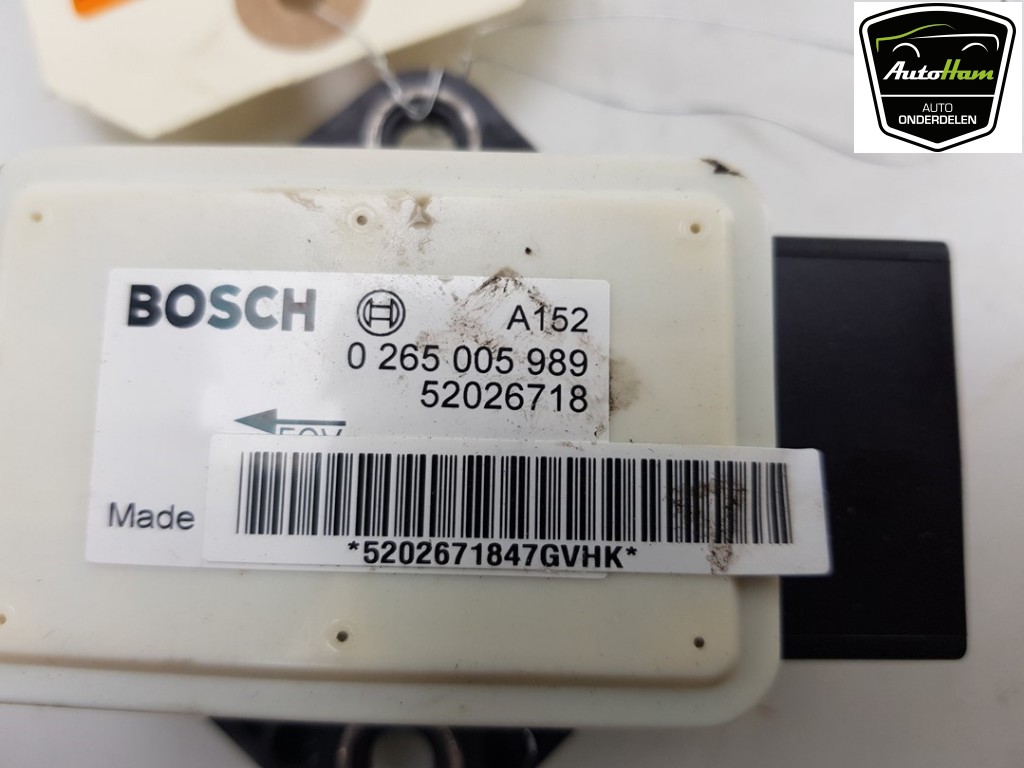 AutoHam
AUTO
ONDERDELEN
BOSCH
A152
0 265 005 989
52026718
Made
*5202671847GVHK*